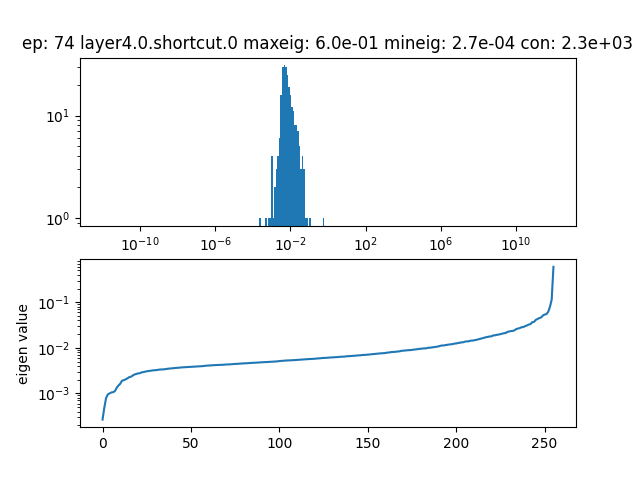 ep: 74 layer4.0.shortcut.0 maxeig: 6.0e-01 mineig: 2.7e-04 con: 2.3e+03
10¹
10⁰
10⁻¹⁰ 10⁻⁶ 10⁻² 10² 10⁶ 10¹⁰
eigen value
10⁻¹
10⁻²
10⁻³
0 50 100 150 200 250